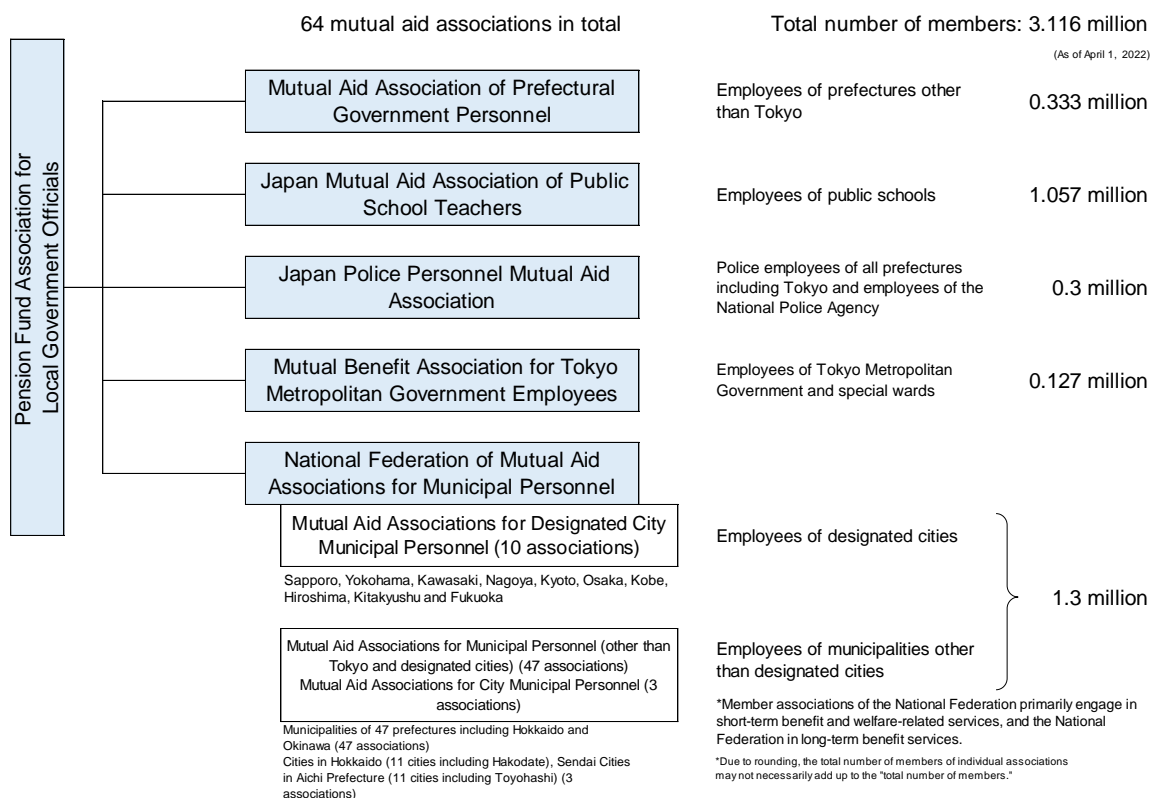 64 mutual aid associations in total
Total number of members: 3.116 million
(As of April 1, 2022)
Pension Fund Association for
Local Government Officials
Mutual Aid Association of Prefectural
Government Personnel
Employees of prefectures other
than Tokyo
0.333 million
Japan Mutual Aid Association of Public
School Teachers
Employees of public schools
1.057 million
Japan Police Personnel Mutual Aid
Association
Police employees of all prefectures
including Tokyo and employees of the
National Police Agency
0.3 million
Mutual Benefit Association for Tokyo
Metropolitan Government Employees
Employees of Tokyo Metropolitan
Government and special wards
0.127 million
National Federation of Mutual Aid
Associations for Municipal Personnel
Mutual Aid Associations for Designated City
Municipal Personnel (10 associations)
Employees of designated cities
Sapporo, Yokohama, Kawasaki, Nagoya, Kyoto, Osaka, Kobe,
Hiroshima, Kitakyushu and Fukuoka
1.3 million
Mutual Aid Associations for Municipal Personnel (other than
Tokyo and designated cities) (47 associations)
Mutual Aid Associations for City Municipal Personnel (3
associations)
Employees of municipalities other
than designated cities
Municipalities of 47 prefectures including Hokkaido and
Okinawa (47 associations)
Cities in Hokkaido (11 cities including Hakodate), Sendai Cities
in Aichi Prefecture (11 cities including Toyohashi) (3
associations)
*Member associations of the National Federation primarily engage in
short-term benefit and welfare-related services, and the National
Federation in long-term benefit services.
*Due to rounding, the total number of members of individual associations
may not necessarily add up to the "total number of members."